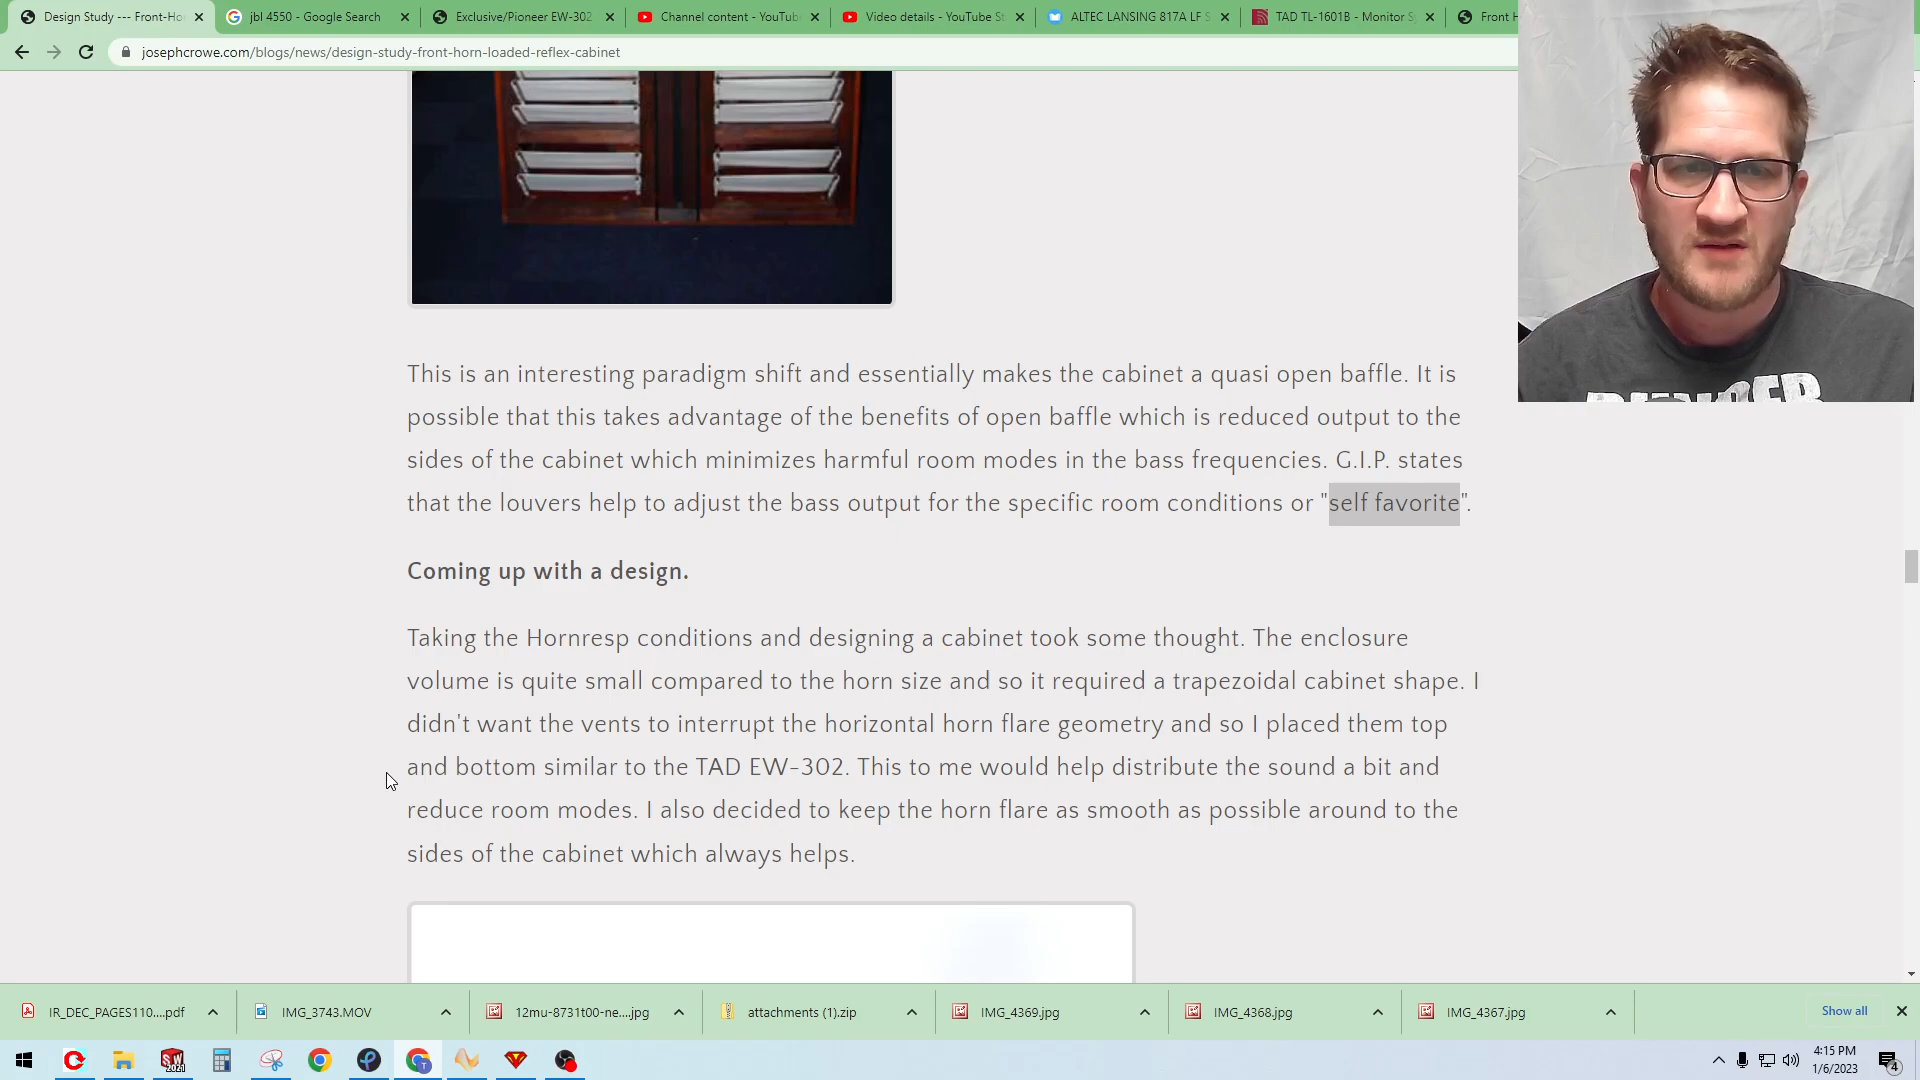 Design Study --- Front-Ho
jbl 4550 - Google Search
Exclusive/Pioneer EW-302
Channel content - YouTube
Video details - YouTube St
ALTEC LANSING 817A LF S
TAD TL-1601B - Monitor S
Front H
josephcrowe.com/blogs/news/design-study-front-horn-loaded-reflex-cabinet
This is an interesting paradigm shift and essentially makes the cabinet a quasi open baffle. It is
possible that this takes advantage of the benefits of open baffle which is reduced output to the
sides of the cabinet which minimizes harmful room modes in the bass frequencies. G.I.P. states
that the louvers help to adjust the bass output for the specific room conditions or "self favorite".
Coming up with a design.
Taking the Hornresp conditions and designing a cabinet took some thought. The enclosure
volume is quite small compared to the horn size and so it required a trapezoidal cabinet shape. I
didn't want the vents to interrupt the horizontal horn flare geometry and so I placed them top
and bottom similar to the TAD EW-302. This to me would help distribute the sound a bit and
reduce room modes. I also decided to keep the horn flare as smooth as possible around to the
sides of the cabinet which always helps.
IR_DEC_PAGES110....pdf
IMG_3743.MOV
12mu-8731t00-ne....jpg
attachments (1).zip
IMG_4369.jpg
IMG_4368.jpg
IMG_4367.jpg
Show all
SW
2021
T
4:15 PM
1/6/2023
4